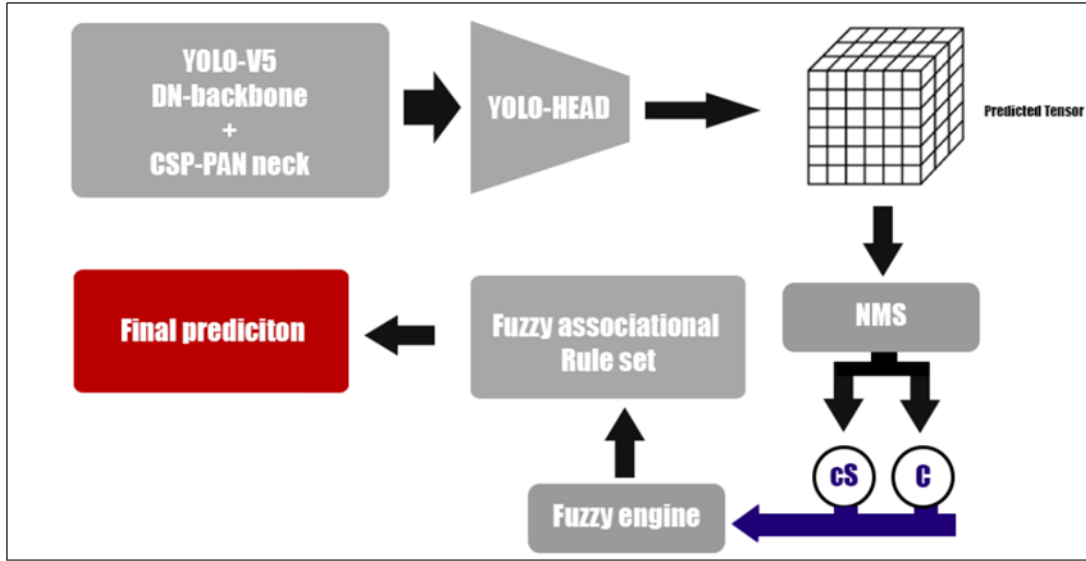 YOLO-V5
DN-backbone
+
CSP-PAN neck
YOLO-HEAD
Predicted Tensor
NMS
cS
C
Fuzzy engine
Fuzzy associational
Rule set
Final prediciton